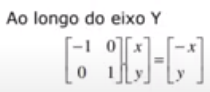 Ao longo do eixo Y
[-1 0; 0 1][x; y] = [-x; y]